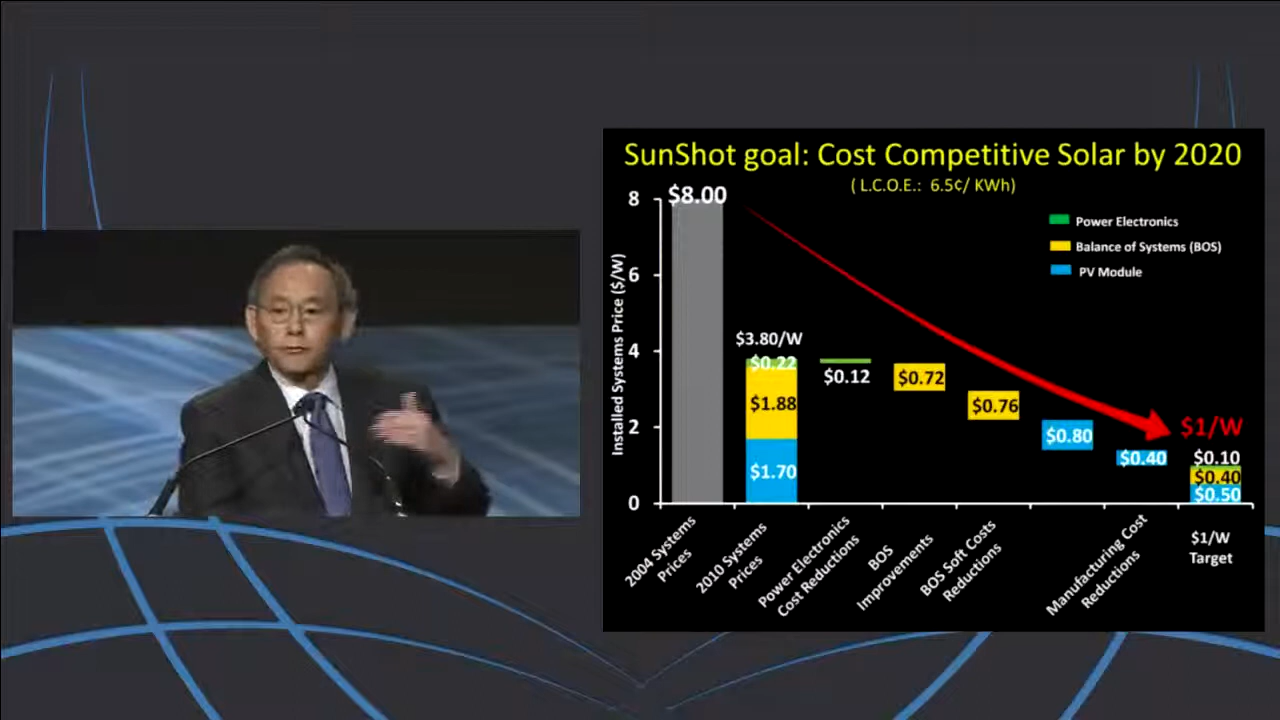 SunShot goal: Cost Competitive Solar by 2020
( L.C.O.E.: 6.5¢/ KWh)
Installed Systems Price ($/W)
8
6
4
2
0
Power Electronics
Balance of Systems (BOS)
PV Module
$8.00
$3.80/W
$0.22
$1.88
$1.70
$0.12
$0.72
$0.76
$0.80
$0.40
$1/W
$0.10
$0.40
$0.50
2004 Systems
Prices
2010 Systems
Prices
Power Electronics
Cost Reductions
BOS
Improvements
BOS Soft Costs
Reductions
Manufacturing Cost
Reductions
$1/W
Target